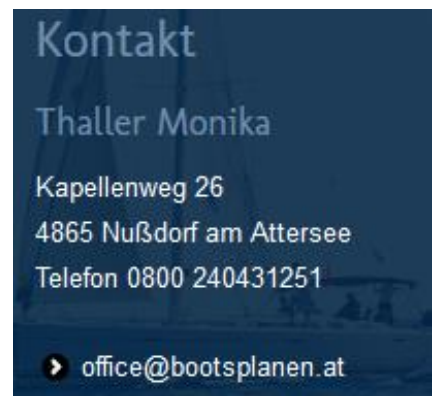 Kontakt
Thaller Monika
Kapellenweg 26
4865 Nußdorf am Attersee
Telefon 0800 240431251
office@bootsplanen.at